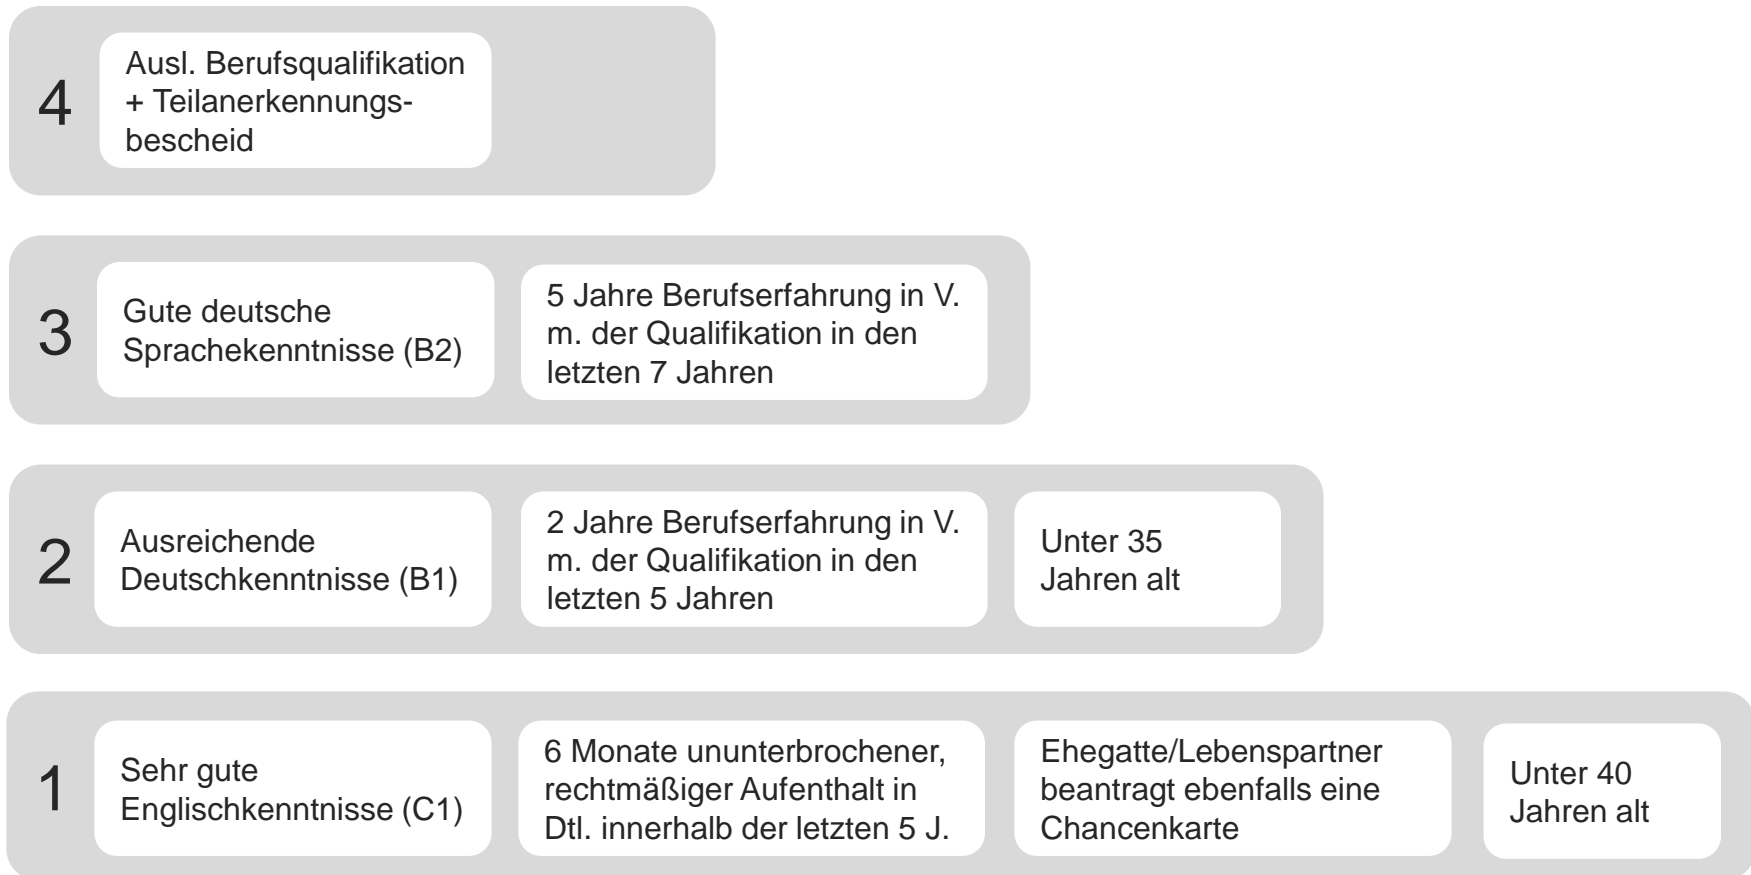 4
Ausl. Berufsqualifikation
+ Teilanerkennungs-
bescheid
3
Gute deutsche
Sprachekenntnisse (B2)
5 Jahre Berufserfahrung in V.
m. der Qualifikation in den
letzten 7 Jahren
2
Ausreichende
Deutschkenntnisse (B1)
2 Jahre Berufserfahrung in V.
m. der Qualifikation in den
letzten 5 Jahren
Unter 35
Jahren alt
1
Sehr gute
Englischkenntnisse (C1)
6 Monate ununterbrochener,
rechtmäßiger Aufenthalt in
Dtl. innerhalb der letzten 5 J.
Ehegatte/Lebenspartner
beantragt ebenfalls eine
Chancenkarte
Unter 40
Jahren alt